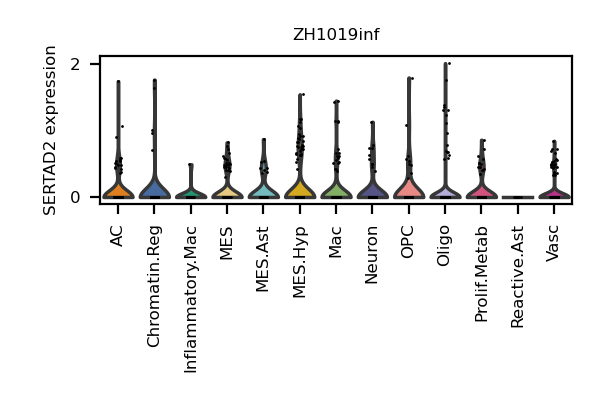 ZH1019inf
SERTAD2 expression
2
0
AC
Chromatin.Reg
Inflammatory.Mac
MES
MES.Ast
MES.Hyp
Mac
Neuron
OPC
Oligo
Prolif.Metab
Reactive.Ast
Vasc